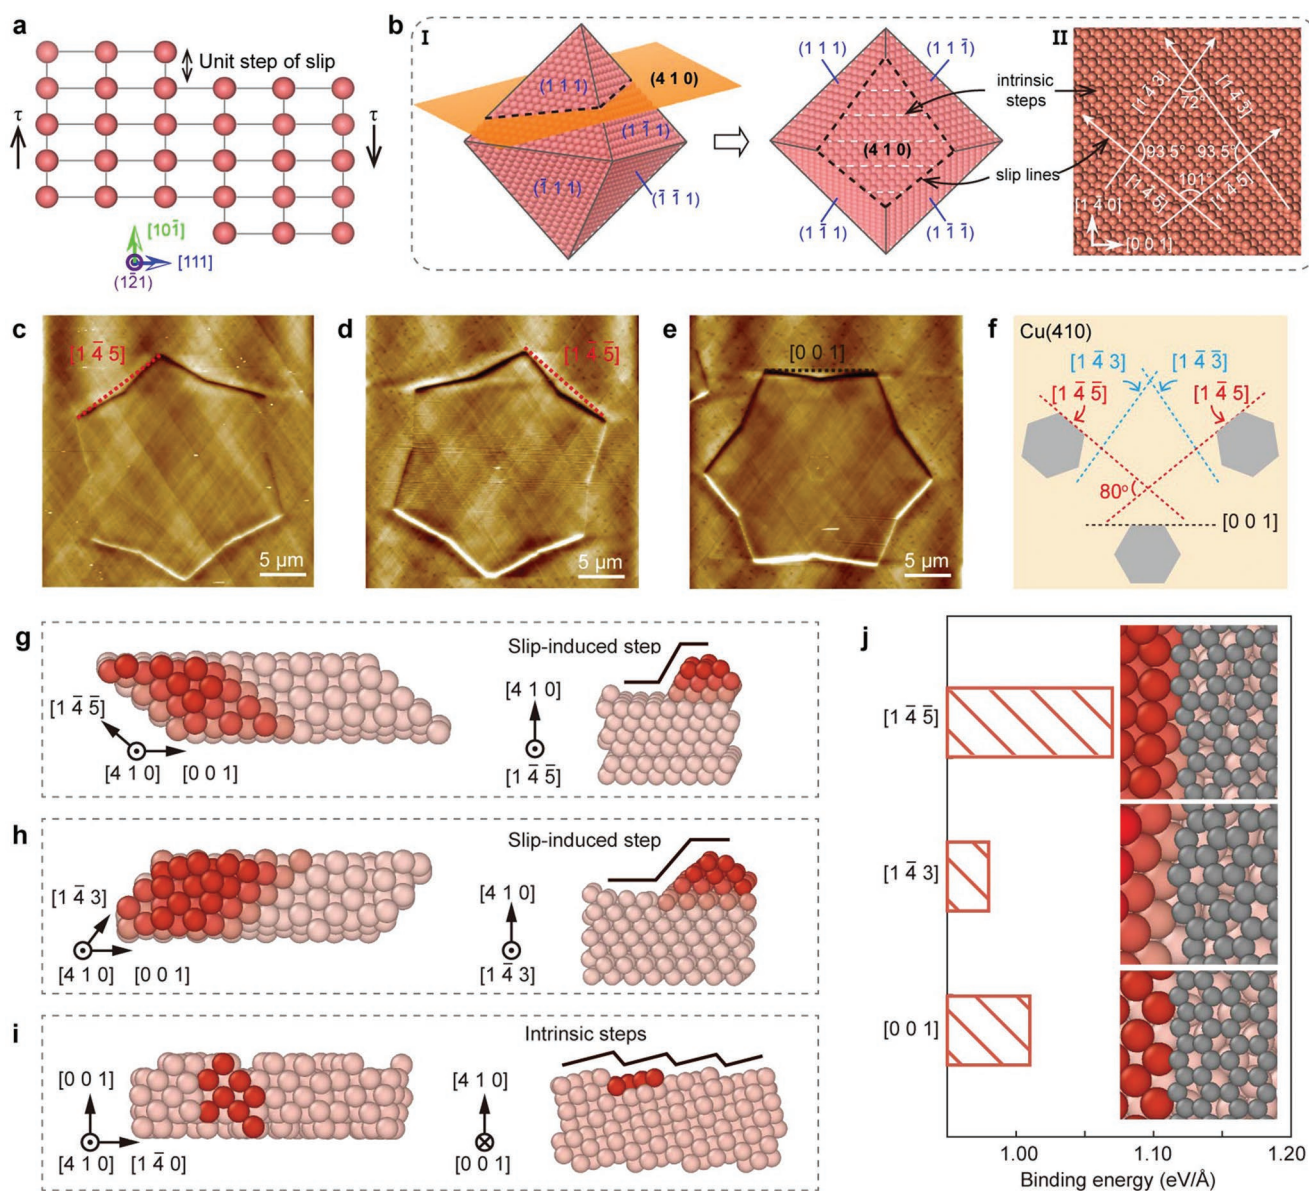 a
Unit step of slip
τ
τ
[101̅]
[111]
(12̅1)
b
I
(1 1 1)
(4 1 0)
(1 1̅ 1)
(1̅ 1 1)
(1̅ 1̅ 1)
(1 1 1)
(1 1 1̅)
(4 1 0)
(1 1̅ 1)
(1 1̅ 1̅)
intrinsic
steps
slip lines
II
[1 4̅ 3]
[1 4̅ 3̅]
72°
93.5°
93.5°
101°
[1 4̅ 5̅]
[1 4̅ 5]
[1 4̅ 0]
[0 0 1]
c
[1 4̅ 5]
5 μm
d
[1 4̅ 5̅]
5 μm
e
[0 0 1]
5 μm
f
Cu(410)
[1 4̅ 3]
[1 4̅ 3̅]
[1 4̅ 5̅]
[1 4̅ 5]
80°
[0 0 1]
g
[1 4̅ 5̅]
[4 1 0]
[0 0 1]
Slip-induced step
[4 1 0]
[1 4̅ 5̅]
h
[1 4̅ 3]
[4 1 0]
[0 0 1]
Slip-induced step
[4 1 0]
[1 4̅ 3]
i
[0 0 1]
[4 1 0]
[1 4̅ 0]
Intrinsic steps
[4 1 0]
[0 0 1]
j
[1 4̅ 5̅]
[1 4̅ 3]
[0 0 1]
1.00
1.10
1.20
Binding energy (eV/Å)